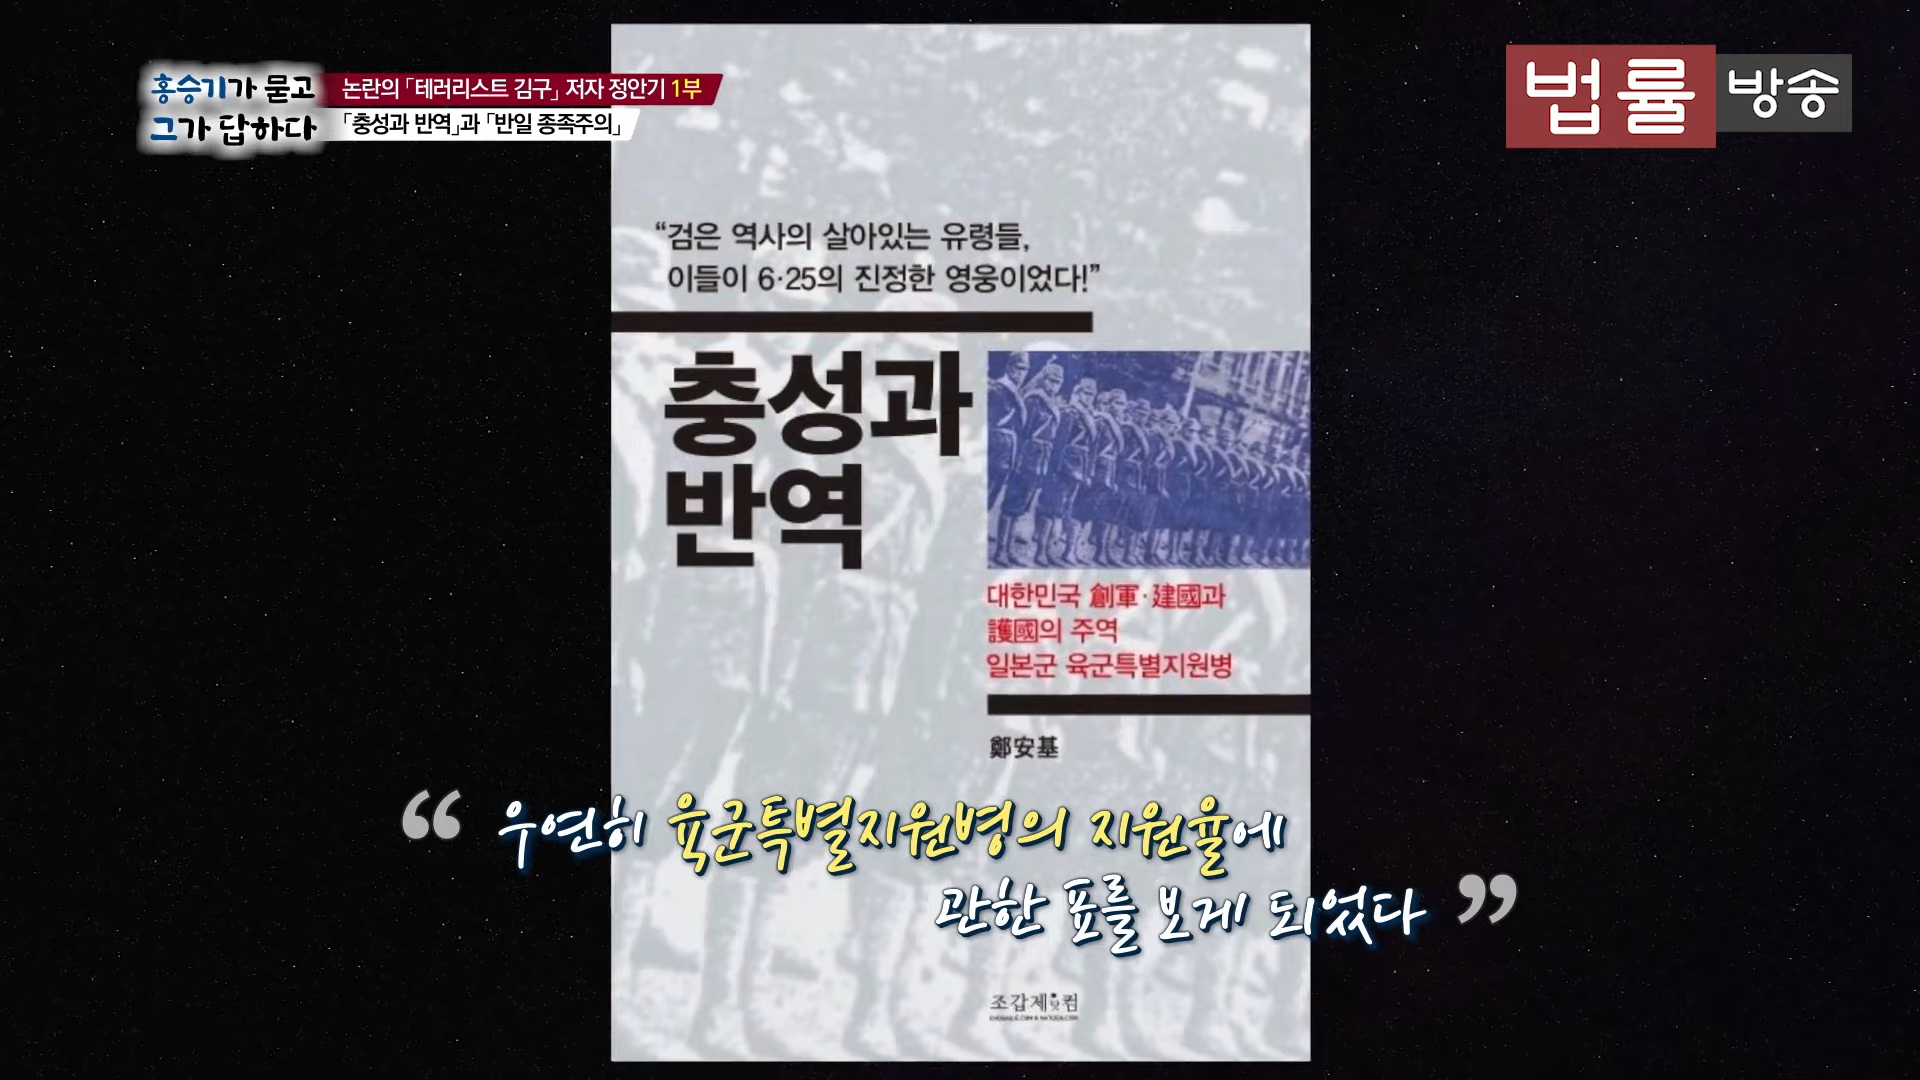 홍승기가 묻고
그가 답하다
논란의 「테러리스트 김구」 저자 정안기 1부
「충성과 반역」과 「반일 종족주의」
법률방송
“검은 역사의 살아있는 유령들,
이들이 6·25의 진정한 영웅이었다!”
충성과
반역
대한민국 創軍·建國과
護國의 주역
일본군 육군특별지원병
鄭安基
“우연히 육군특별지원병의 지원율에
관한 표를 보게 되었다”
조갑제닷컴